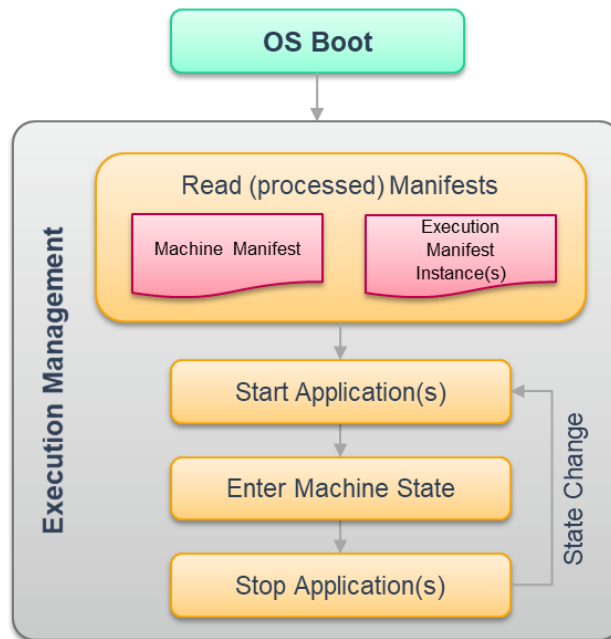 OS Boot
Execution Management
Read (processed) Manifests
Machine Manifest
Execution
Manifest
Instance(s)
Start Application(s)
Enter Machine State
Stop Application(s)
State Change